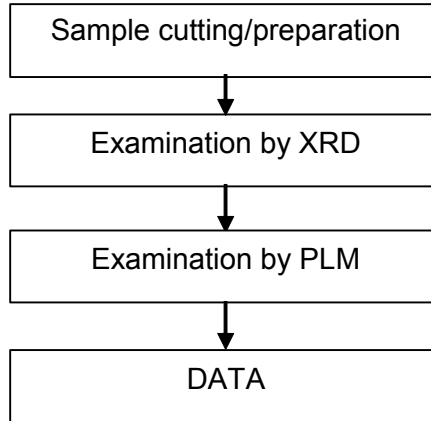 Sample cutting/preparation
Examination by XRD
Examination by PLM
DATA